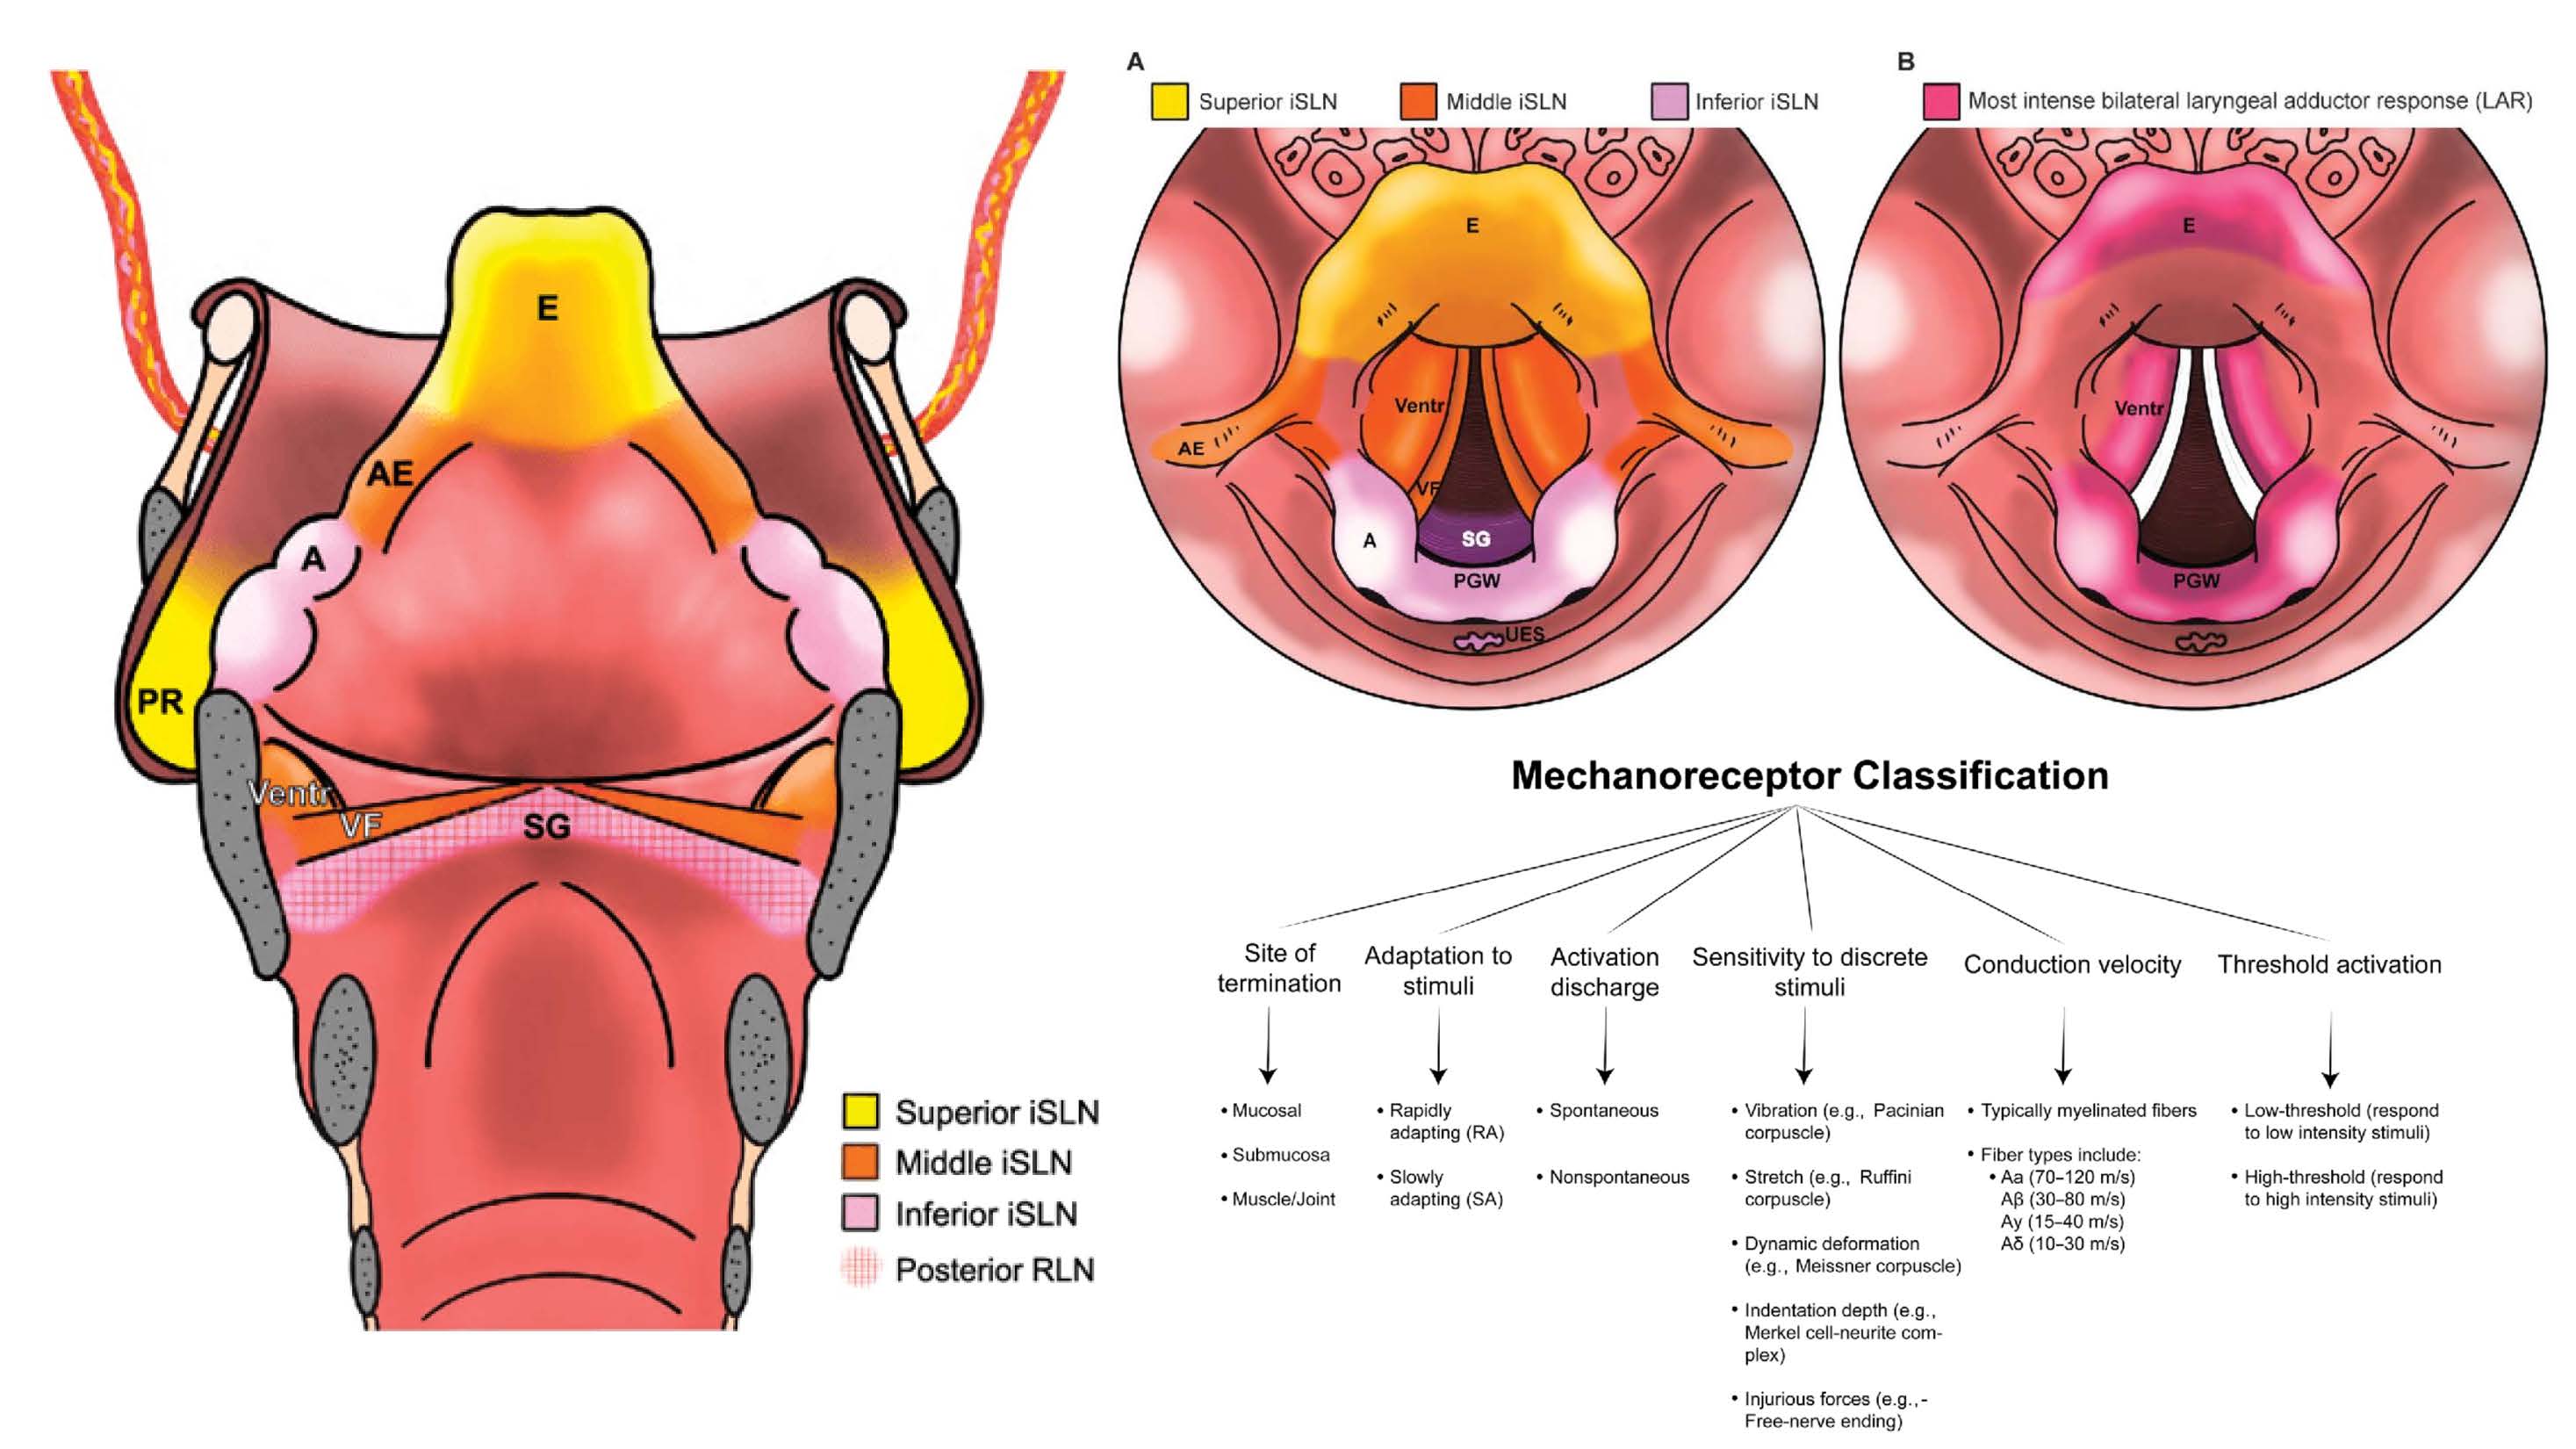 E
AE
A
PR
Ventr
VF
SG
Superior iSLN
Middle iSLN
Inferior iSLN
Posterior RLN
A
Superior iSLN
Middle iSLN
Inferior iSLN
E
Ventr
AE
VF
A
SG
PGW
UES
B
Most intense bilateral laryngeal adductor response (LAR)
E
Ventr
PGW
Mechanoreceptor Classification
Site of
termination
• Mucosal
• Submucosa
• Muscle/Joint
Adaptation to
stimuli
• Rapidly
adapting (RA)
• Slowly
adapting (SA)
Activation
discharge
• Spontaneous
• Nonspontaneous
Sensitivity to discrete
stimuli
• Vibration (e.g., Pacinian
corpuscle)
• Stretch (e.g., Ruffini
corpuscle)
• Dynamic deformation
(e.g., Meissner corpuscle)
• Indentation depth (e.g.,
Merkel cell-neurite com-
plex)
• Injurious forces (e.g.,-
Free-nerve ending)
Conduction velocity
• Typically myelinated fibers
• Fiber types include:
• Aa (70–120 m/s)
Aβ (30–80 m/s)
Ay (15–40 m/s)
Aδ (10–30 m/s)
Threshold activation
• Low-threshold (respond
to low intensity stimuli)
• High-threshold (respond
to high intensity stimuli)